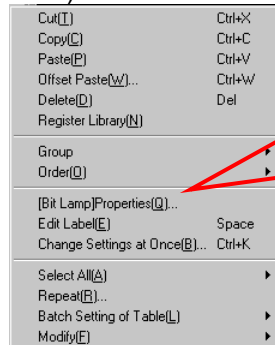 Cut(T) Ctrl+X
Copy(C) Ctrl+C
Paste(P) Ctrl+V
Offset Paste(W)... Ctrl+W
Delete(D) Del
Register Library(N)
Group
Order(O)
[Bit Lamp]Properties(Q)...
Edit Label(E) Space
Change Settings at Once(B)... Ctrl+K
Select All(A)
Repeat(R)...
Batch Setting of Table(L)
Modify(F)